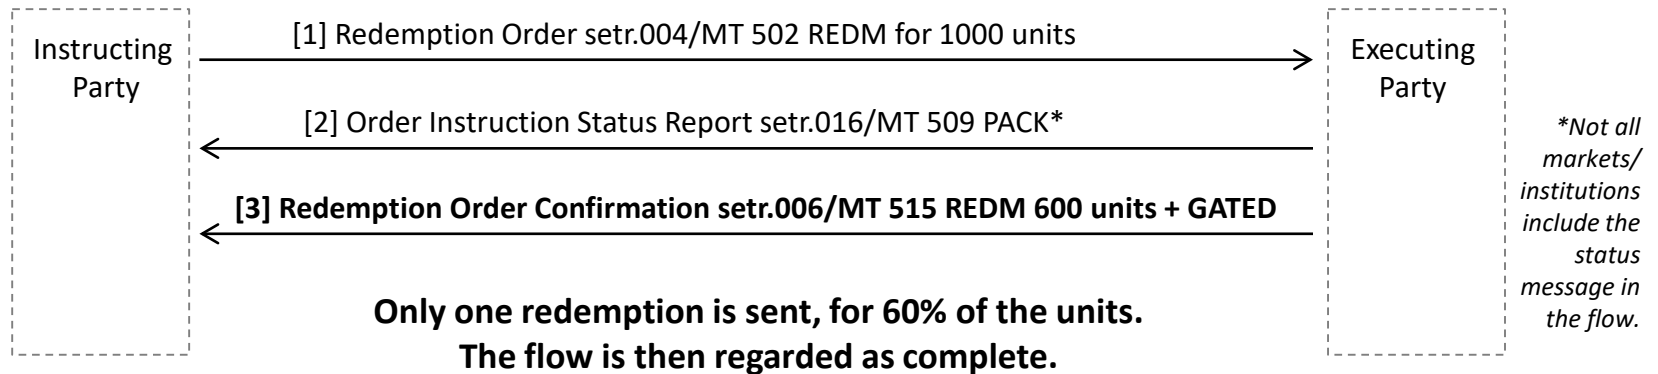 Instructing
Party
[1] Redemption Order setr.004/MT 502 REDM for 1000 units
Executing
Party
[2] Order Instruction Status Report setr.016/MT 509 PACK*
[3] Redemption Order Confirmation setr.006/MT 515 REDM 600 units + GATED
*Not all
markets/
institutions
include the
status
message in
the flow.
Only one redemption is sent, for 60% of the units.
The flow is then regarded as complete.